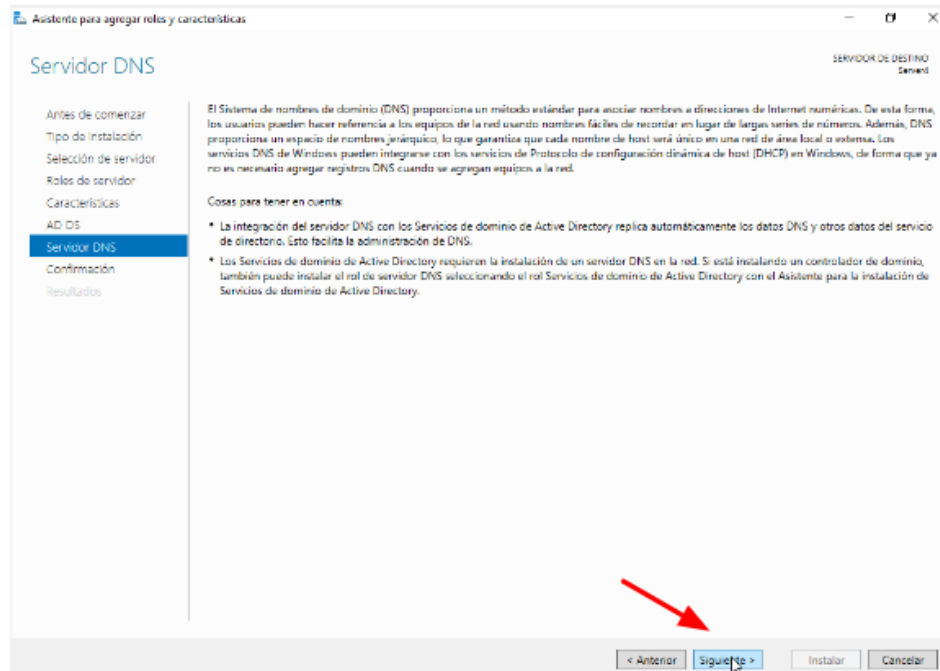 Asistente para agregar roles y características
Servidor DNS
SERVIDOR DE DESTINO
Antes de comenzar
Tipo de instalación
Selección de servidor
Roles de servidor
Características
AD DS
Servidor DNS
Confirmación
Resultados
El Sistema de nombres de dominio (DNS) proporciona un método estándar para asociar nombres a direcciones de Internet numéricas. De esta forma,
los usuarios pueden hacer referencia a los equipos de la red usando nombres fáciles de recordar en lugar de largas series de números. Además, DNS
proporciona un espacio de nombres jerárquico, lo que garantiza que cada nombre de host será único en una red de área local o extensa. Los
servicios DNS de Windows pueden integrarse con los servicios de Protocolo de configuración dinámica de host (DHCP) en Windows, de forma que ya
no es necesario agregar registros DNS cuando se agregan equipos a la red.
Cosas para tener en cuenta:
• La integración del servidor DNS con los Servicios de dominio de Active Directory replica automáticamente los datos DNS y otros datos del servicio
de directorio. Esto facilita la administración de DNS.
• Los Servicios de dominio de Active Directory requieren la instalación de un servidor DNS en la red. Si está instalando un controlador de dominio,
también puede instalar el rol de servidor DNS seleccionando el rol Servicios de dominio de Active Directory con el Asistente para la instalación de
Servicios de dominio de Active Directory.
< Anterior
Siguiente >
Instalar
Cancelar